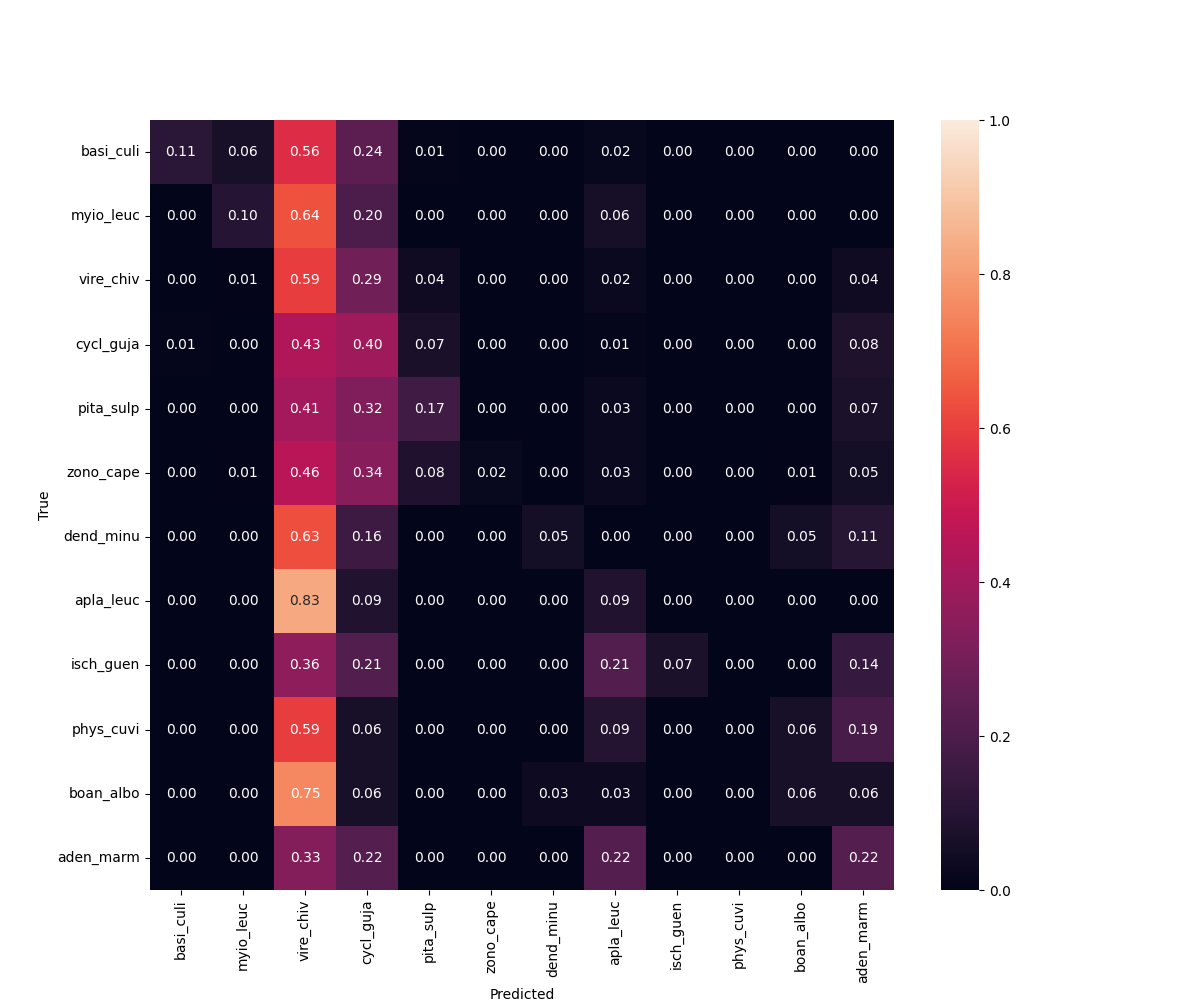 basi_culi 0.11 0.06 0.56 0.24 0.01 0.00 0.00 0.02 0.00 0.00 0.00 0.00
myio_leuc 0.00 0.10 0.64 0.20 0.00 0.00 0.00 0.06 0.00 0.00 0.00 0.00
vire_chiv 0.00 0.01 0.59 0.29 0.04 0.00 0.00 0.02 0.00 0.00 0.00 0.04
cycl_guja 0.01 0.00 0.43 0.40 0.07 0.00 0.00 0.01 0.00 0.00 0.00 0.08
pita_sulp 0.00 0.00 0.41 0.32 0.17 0.00 0.00 0.03 0.00 0.00 0.00 0.07
zono_cape 0.00 0.01 0.46 0.34 0.08 0.02 0.00 0.03 0.00 0.00 0.01 0.05
dend_minu 0.00 0.00 0.63 0.16 0.00 0.00 0.05 0.00 0.00 0.00 0.05 0.11
apla_leuc 0.00 0.00 0.83 0.09 0.00 0.00 0.00 0.09 0.00 0.00 0.00 0.00
isch_guen 0.00 0.00 0.36 0.21 0.00 0.00 0.00 0.21 0.07 0.00 0.00 0.14
phys_cuvi 0.00 0.00 0.59 0.06 0.00 0.00 0.00 0.09 0.00 0.00 0.06 0.19
boan_albo 0.00 0.00 0.75 0.06 0.00 0.00 0.03 0.03 0.00 0.00 0.06 0.06
aden_marm 0.00 0.00 0.33 0.22 0.00 0.00 0.00 0.22 0.00 0.00 0.00 0.22
True
basi_culi
myio_leuc
vire_chiv
cycl_guja
pita_sulp
zono_cape
dend_minu
apla_leuc
isch_guen
phys_cuvi
boan_albo
aden_marm
Predicted
1.0
0.8
0.6
0.4
0.2
0.0